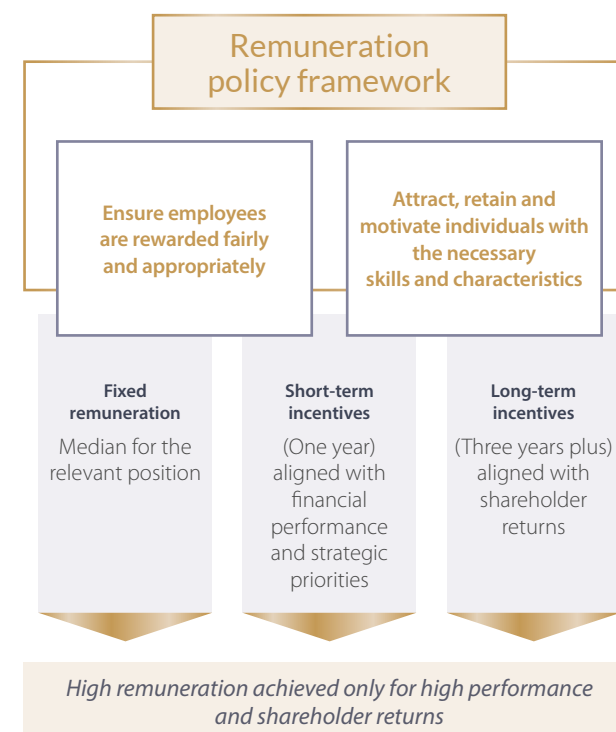 Remuneration
policy framework
Ensure employees
are rewarded fairly
and appropriately
Attract, retain and
motivate individuals with
the necessary
skills and characteristics
Fixed
remuneration
Median for the
relevant position
Short-term
incentives
(One year)
aligned with
financial
performance
and strategic
priorities
Long-term
incentives
(Three years plus)
aligned with
shareholder
returns
High remuneration achieved only for high performance
and shareholder returns